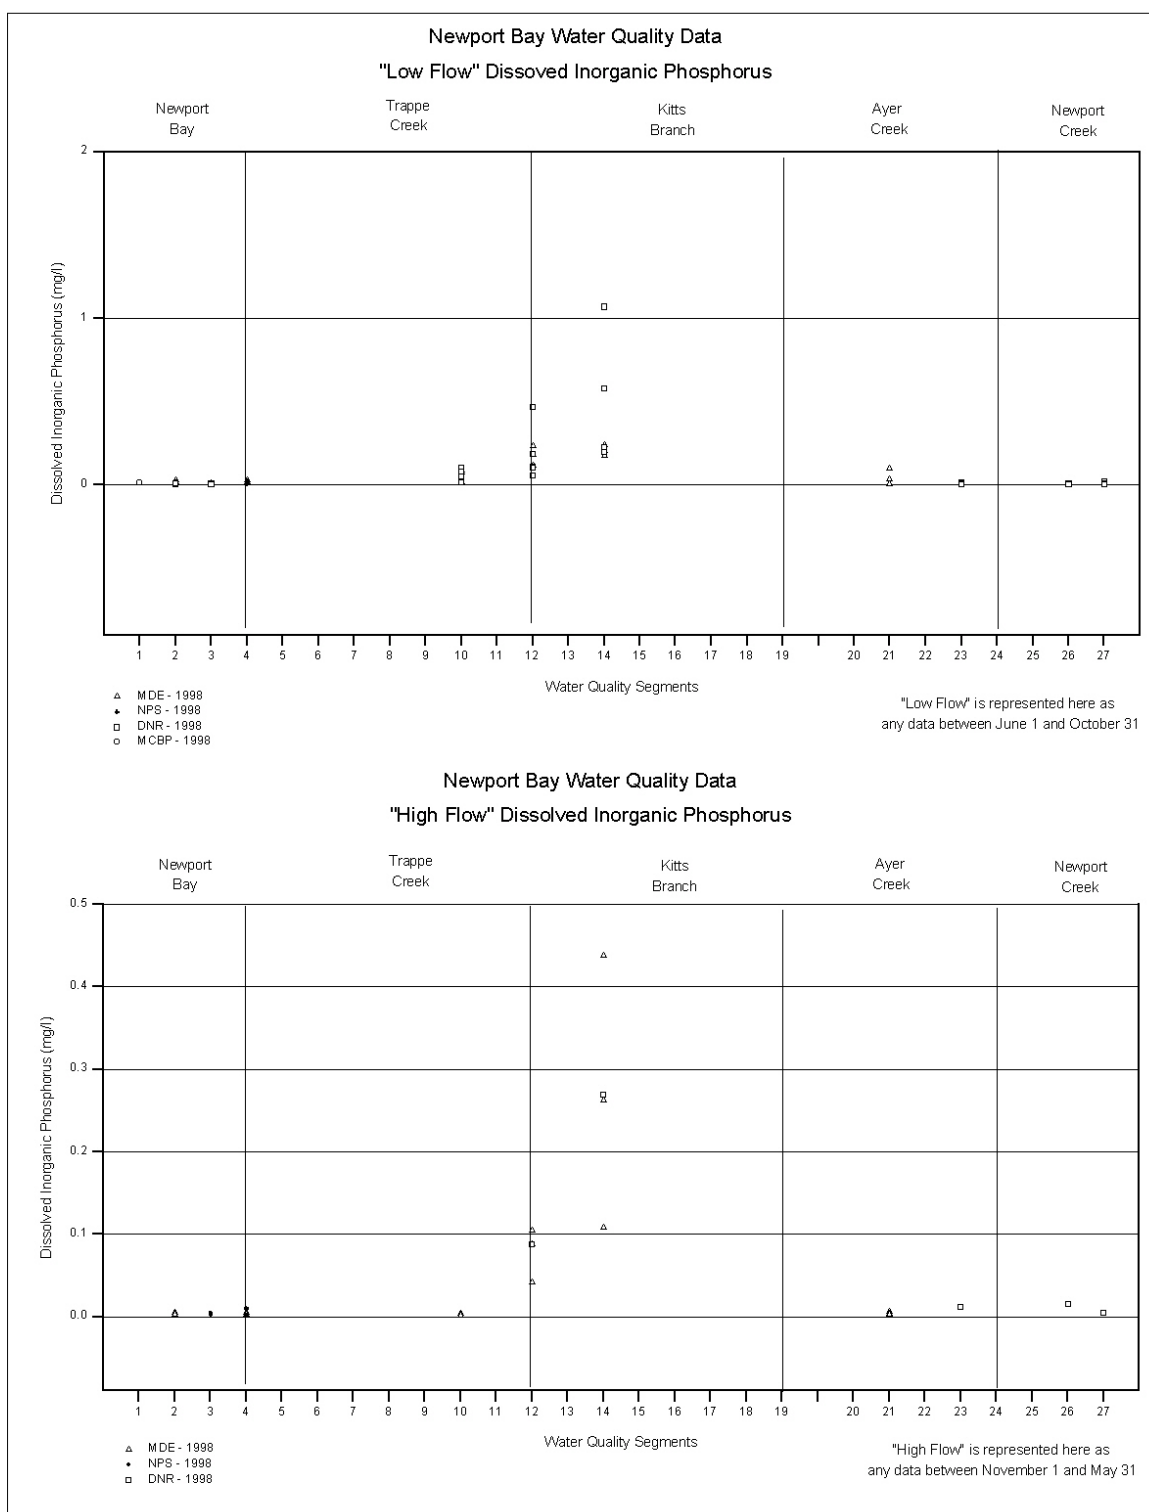 Newport Bay Water Quality Data
"Low Flow" Dissoved Inorganic Phosphorus
Newport Bay
Trappe Creek
Kitts Branch
Ayer Creek
Newport Creek
Dissolved Inorganic Phosphorus (mg/l)
2
1
0
1 2 3 4 5 6 7 8 9 10 11 12 13 14 15 16 17 18 19 20 21 22 23 24 25 26 27
Water Quality Segments
MDE - 1998
NPS - 1998
DNR - 1998
MCBP - 1998
"Low Flow" is represented here as
any data between June 1 and October 31
Newport Bay Water Quality Data
"High Flow" Dissolved Inorganic Phosphorus
Newport Bay
Trappe Creek
Kitts Branch
Ayer Creek
Newport Creek
Dissolved Inorganic Phosphorus (mg/l)
0.5
0.4
0.3
0.2
0.1
0.0
1 2 3 4 5 6 7 8 9 10 11 12 13 14 15 16 17 18 19 20 21 22 23 24 25 26 27
Water Quality Segments
MDE - 1998
NPS - 1998
DNR - 1998
"High Flow" is represented here as
any data between November 1 and May 31